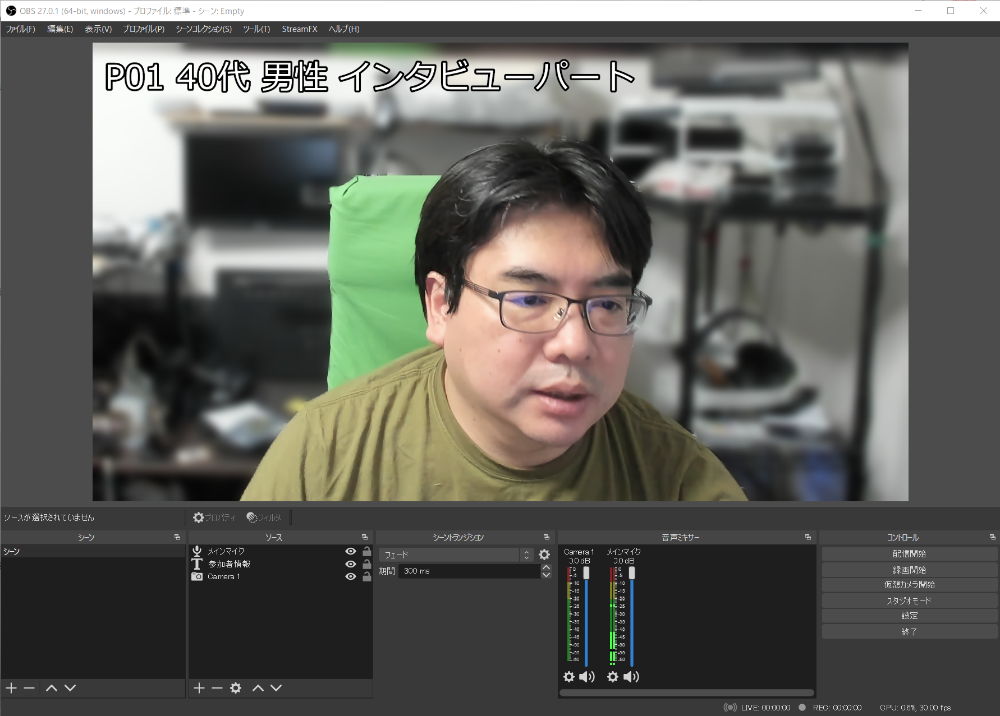 OBS 27.0.1 (64-bit, windows) - プロファイル: 標準 - シーン: Empty
ファイル(F) 編集(E) 表示(V) プロファイル(P) シーンコレクション(S) ツール(T) StreamFX ヘルプ(H)
P01 40代 男性 インタビューパート
ソースが選択されていません プロパティ フィルタ
シーン
シーン
ソース
メインマイク
参加者情報
Camera 1
シーントランジション
フェード
期間 300 ms
音声ミキサー
Camera 1 メインマイク
0.0 dB 0.0 dB
0 0
-5 -5
-10 -10
-15 -15
-20 -20
-25 -25
-30 -30
-35 -35
-40 -40
-45 -45
-50 -50
-55 -55
-60 -60
コントロール
配信開始
録画開始
仮想カメラ開始
スタジオモード
設定
終了
LIVE: 00:00:00 REC: 00:00:00 CPU: 0.6%, 30.00 fps